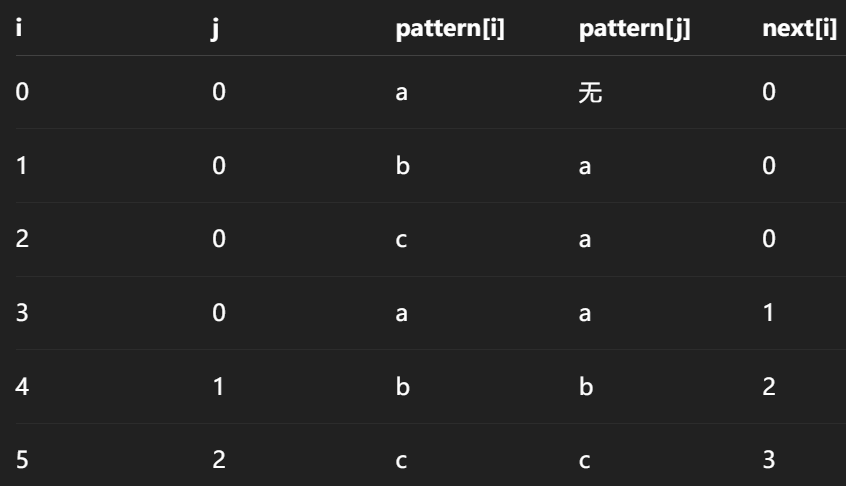 i j pattern[i] pattern[j] next[i]
0 0 a 无 0
1 0 b a 0
2 0 c a 0
3 0 a a 1
4 1 b b 2
5 2 c c 3